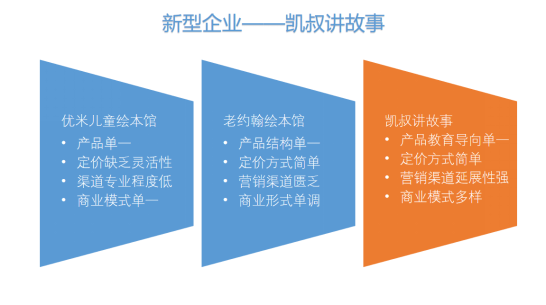 新型企业——凯叔讲故事
优米儿童绘本馆
• 产品单一
• 定价缺乏灵活性
• 渠道专业程度低
• 商业模式单一
老约翰绘本馆
• 产品结构单一
• 定价方式简单
• 营销渠道匮乏
• 商业形式单调
凯叔讲故事
• 产品教育导向单一
• 定价方式简单
• 营销渠道延展性强
• 商业模式多样